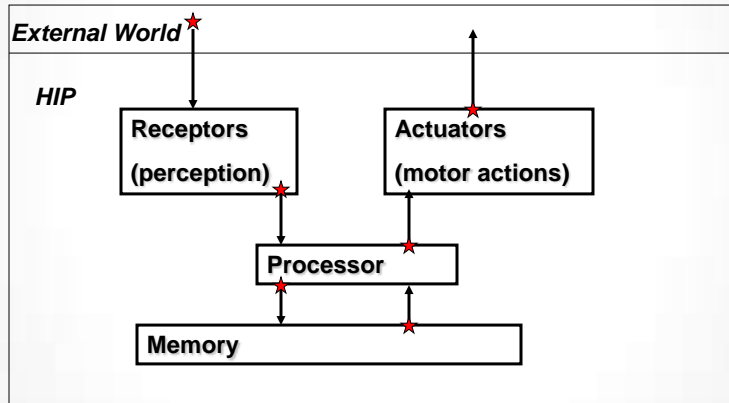 External World
HIP
Receptors
(perception)
Actuators
(motor actions)
Processor
Memory